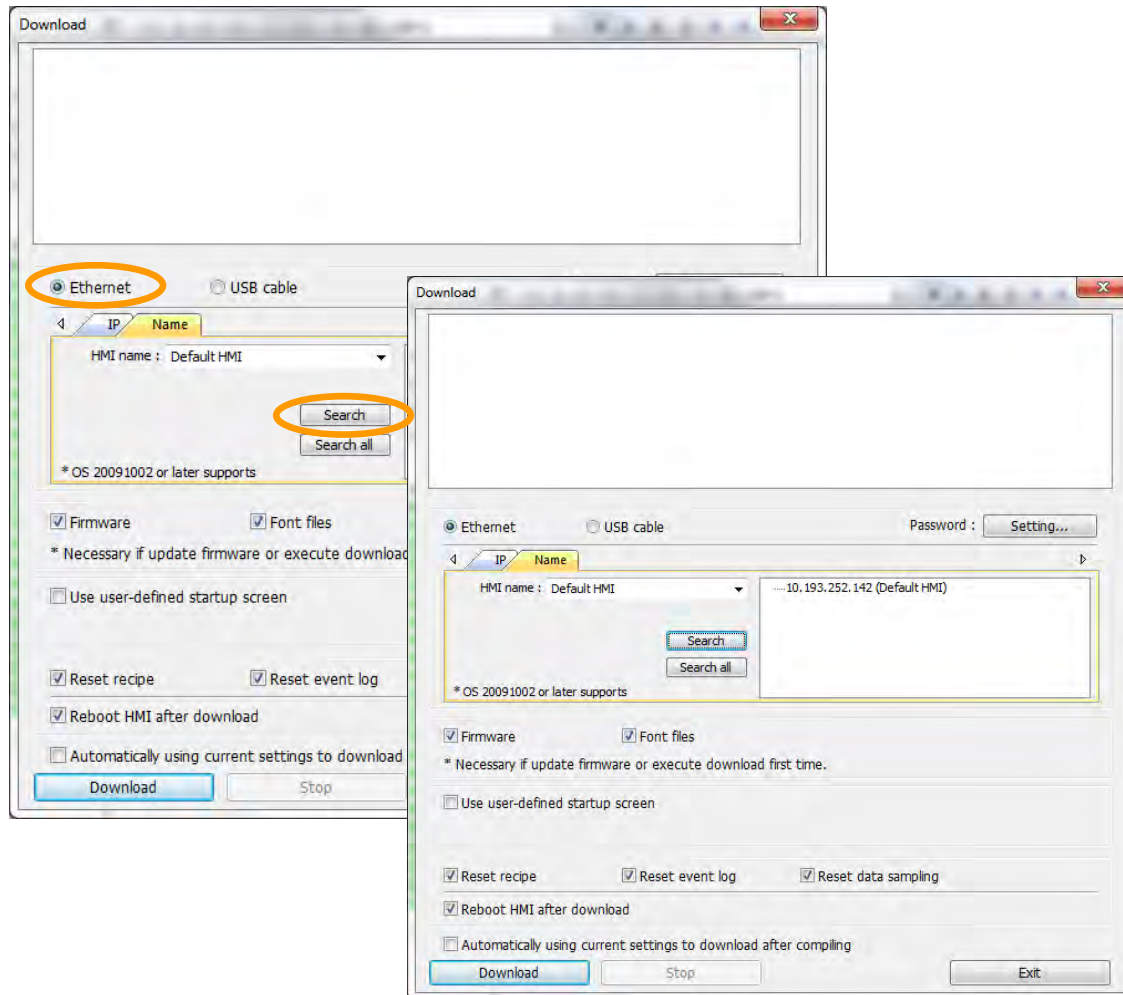 Download
Ethernet USB cable
IP Name
HMI name : Default HMI
Search
Search all
* OS 20091002 or later supports
Firmware Font files
* Necessary if update firmware or execute download
Use user-defined startup screen
Reset recipe Reset event log
Reboot HMI after download
Automatically using current settings to download
Download Stop
Download
Ethernet USB cable Password : Setting...
IP Name
HMI name : Default HMI 10.193.252.142 (Default HMI)
Search
Search all
* OS 20091002 or later supports
Firmware Font files
* Necessary if update firmware or execute download first time.
Use user-defined startup screen
Reset recipe Reset event log Reset data sampling
Reboot HMI after download
Automatically using current settings to download after compiling
Download Stop Exit